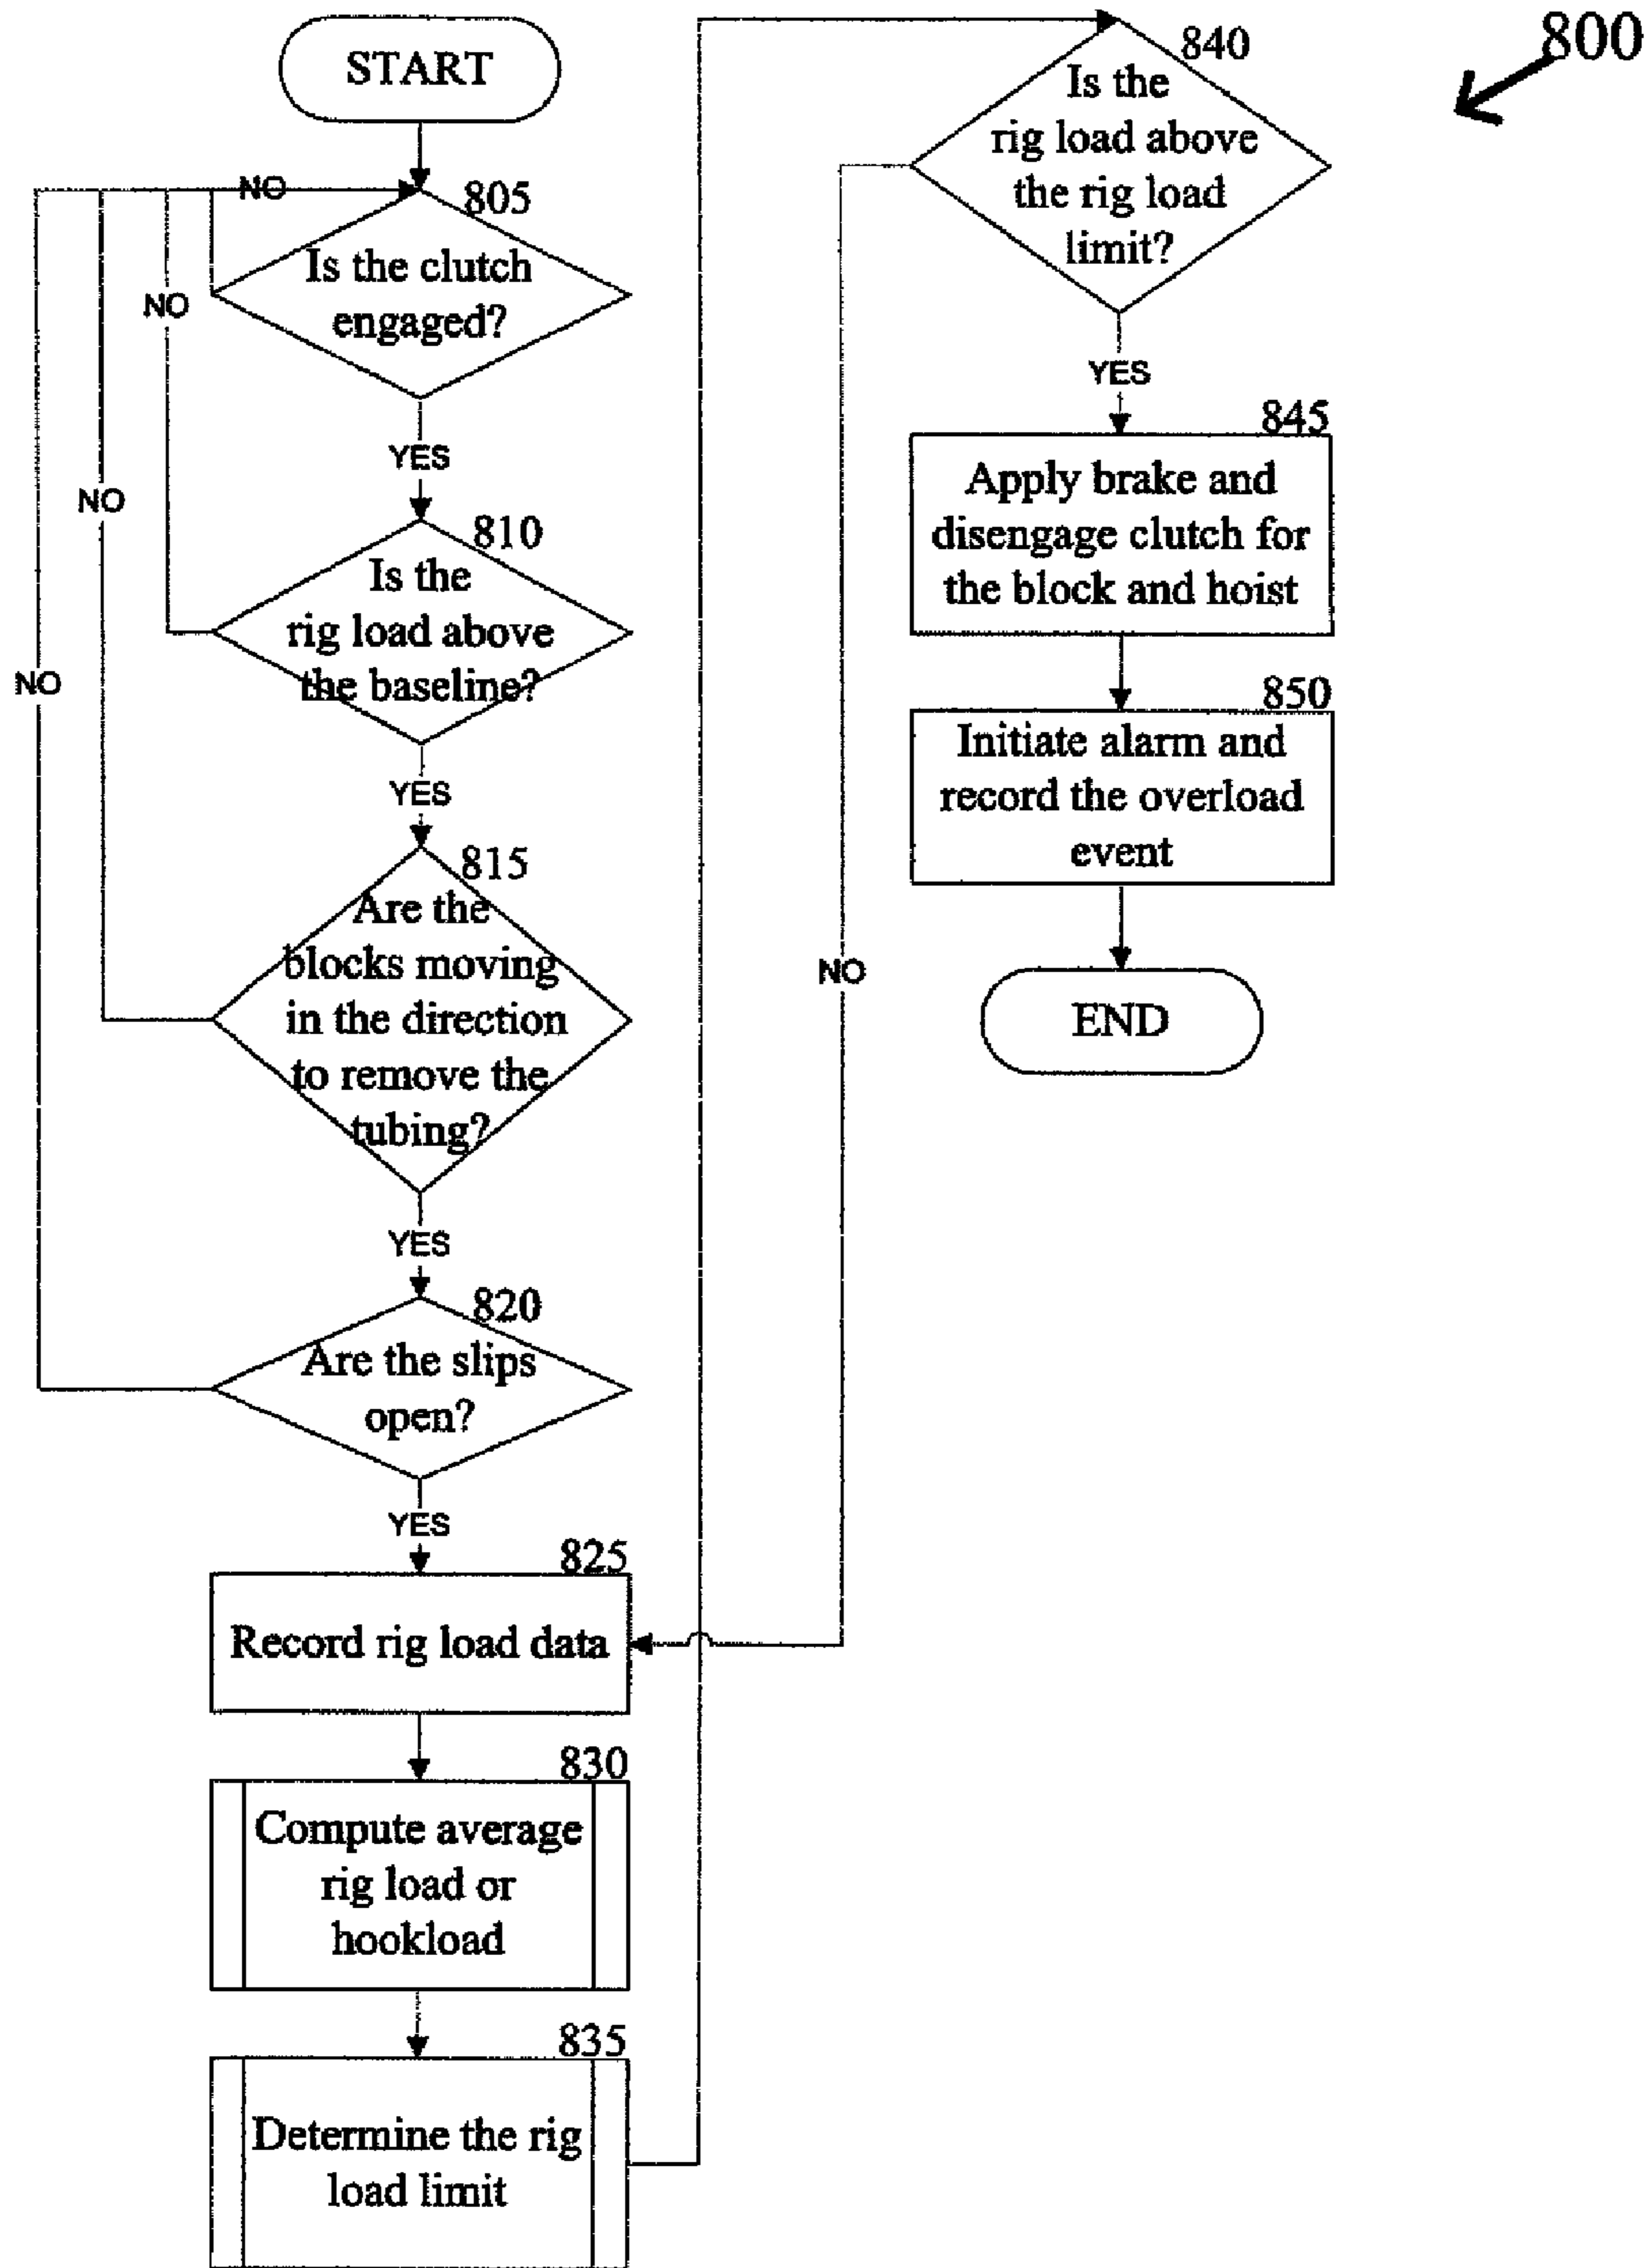 START
NO
805
Is the clutch
engaged?
NO
YES
810
Is the
rig load above
the baseline?
NO
YES
815
Are the
blocks moving
in the direction
to remove the
tubing?
NO
YES
820
Are the slips
open?
YES
825
Record rig load data
830
Compute average
rig load or
hookload
835
Determine the rig
load limit
840
Is the
rig load above
the rig load
limit?
NO
YES
845
Apply brake and
disengage clutch for
the block and hoist
850
Initiate alarm and
record the overload
event
END
NO
800